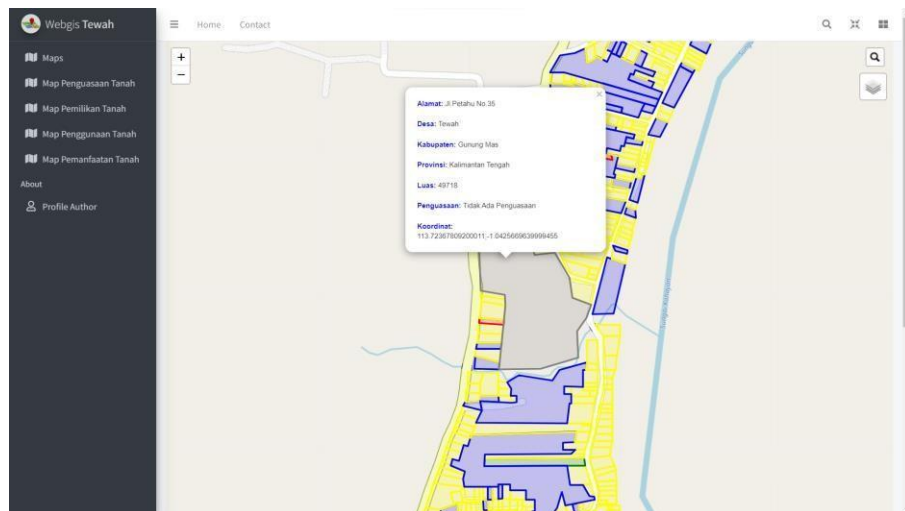 Webgis Tewah
Home Contact
Maps
Map Penguasaan Tanah
Map Pemilikan Tanah
Map Penggunaan Tanah
Map Pemanfaatan Tanah
About
Profile Author
+
−
×
Alamat: Jl Petahu No 35
Desa: Tewah
Kabupaten: Gunung Mas
Provinsi: Kalimantan Tengah
Luas: 49718
Penguasaan: Tidak Ada Penguasaan
Koordinat:
113.72367809200011,-1.0425669639999455
Sungai Kahayan